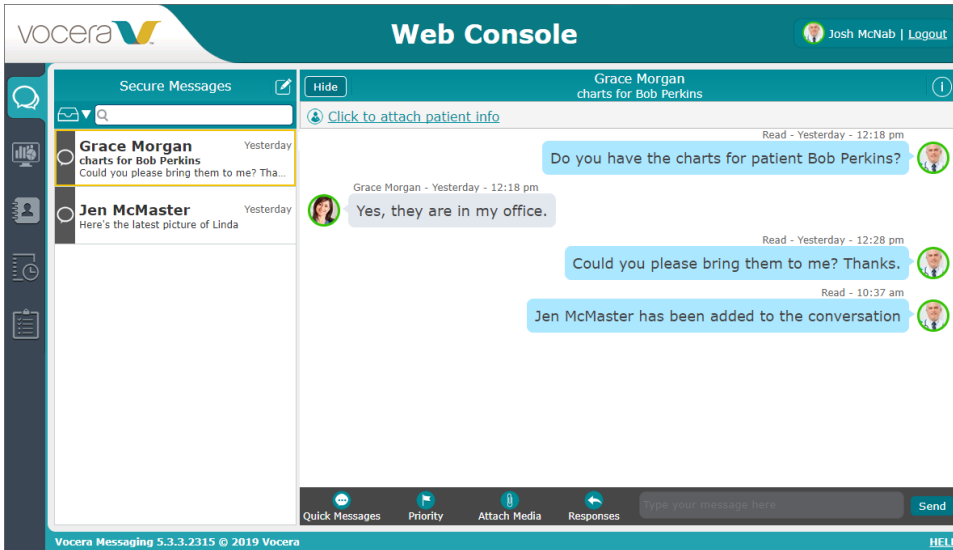 vocera
Web Console
Josh McNab | Logout
Secure Messages
Hide
Grace Morgan
charts for Bob Perkins
Click to attach patient info
Grace Morgan Yesterday
charts for Bob Perkins
Could you please bring them to me? Tha...
Jen McMaster Yesterday
Here's the latest picture of Linda
Read - Yesterday - 12:18 pm
Do you have the charts for patient Bob Perkins?
Grace Morgan - Yesterday - 12:18 pm
Yes, they are in my office.
Read - Yesterday - 12:28 pm
Could you please bring them to me? Thanks.
Read - 10:37 am
Jen McMaster has been added to the conversation
Quick Messages
Priority
Attach Media
Responses
Type your message here
Send
Vocera Messaging 5.3.3.2315 © 2019 Vocera
HELP